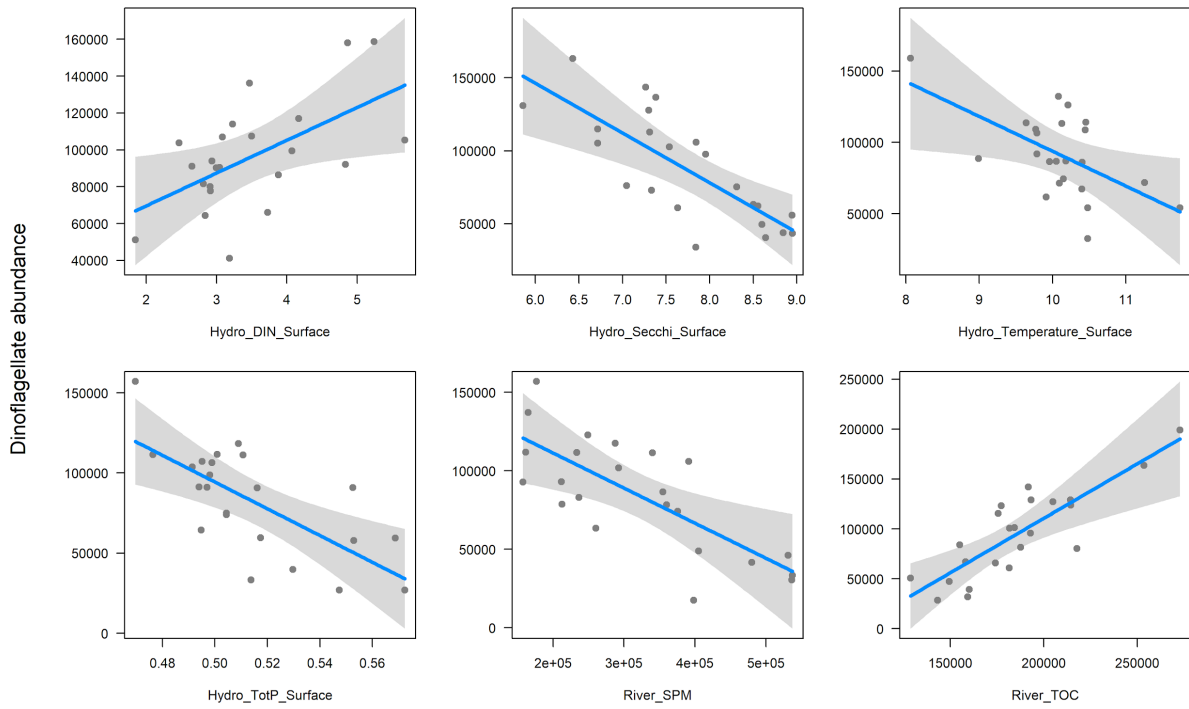 Dinoflagellate abundance
160000
140000
120000
100000
80000
60000
40000
2 3 4 5
Hydro_DIN_Surface
150000
100000
50000
6.0 6.5 7.0 7.5 8.0 8.5 9.0
Hydro_Secchi_Surface
150000
100000
50000
8 9 10 11
Hydro_Temperature_Surface
150000
100000
50000
0
0.48 0.50 0.52 0.54 0.56
Hydro_TotP_Surface
150000
100000
50000
0
2e+05 3e+05 4e+05 5e+05
River_SPM
250000
200000
150000
100000
50000
0
150000 200000 250000
River_TOC